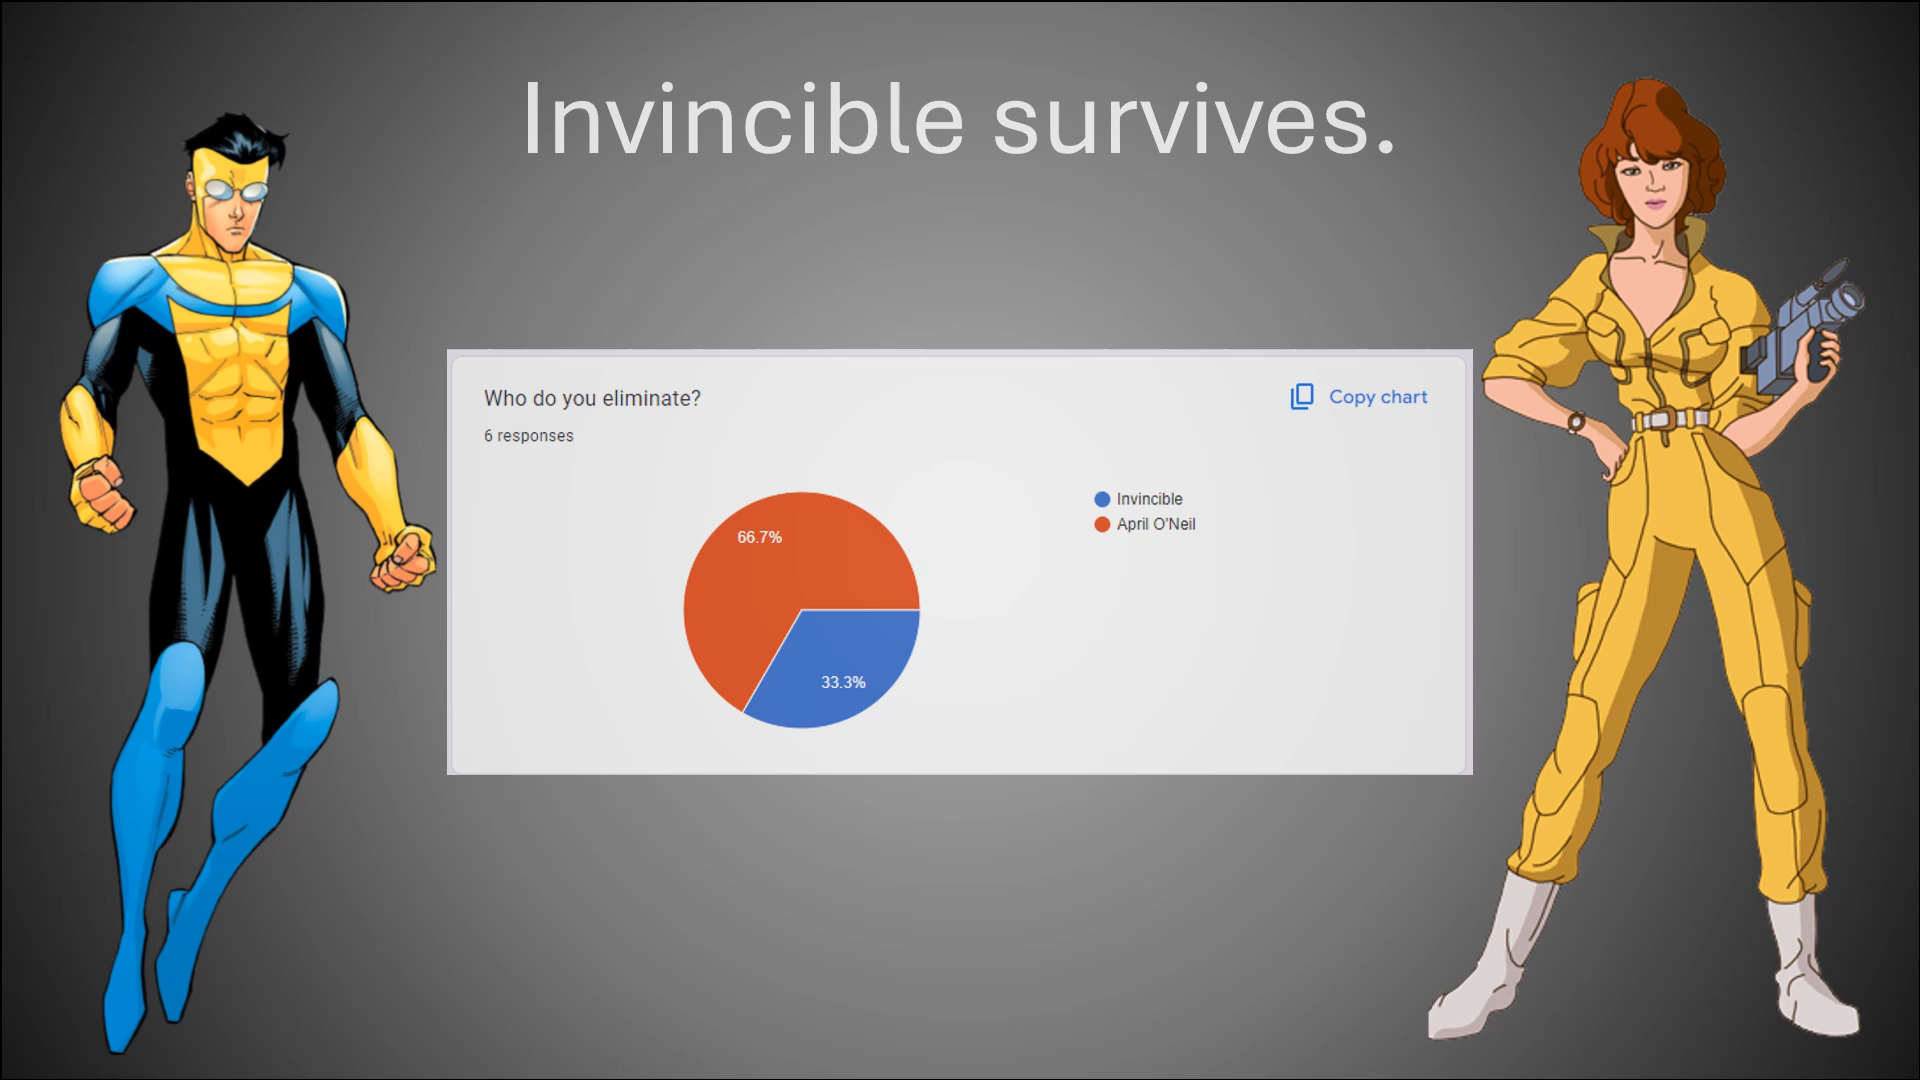 Invincible survives.
Who do you eliminate?
Copy chart
6 responses
Invincible
April O'Neil
66.7%
33.3%